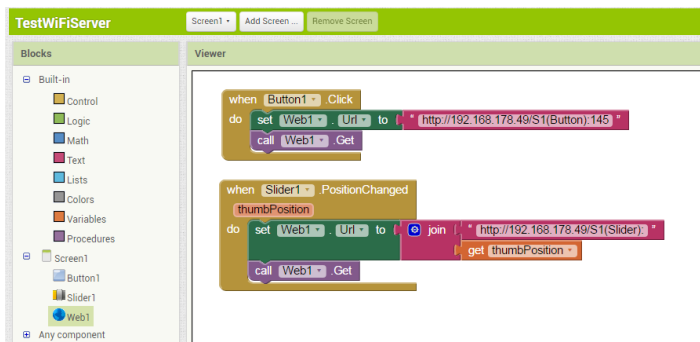 TestWiFiServer
Screen1 Add Screen ... Remove Screen
Blocks
Viewer
Built-in
Control
Logic
Math
Text
Lists
Colors
Variables
Procedures
Screen1
Button1
Slider1
Web1
Any component
when Button1 .Click
do set Web1 . Url to " http://192.168.178.49/S1(Button):145 "
call Web1 .Get
when Slider1 .PositionChanged
thumbPosition
do set Web1 . Url to join " http://192.168.178.49/S1(Slider): "
get thumbPosition
call Web1 .Get